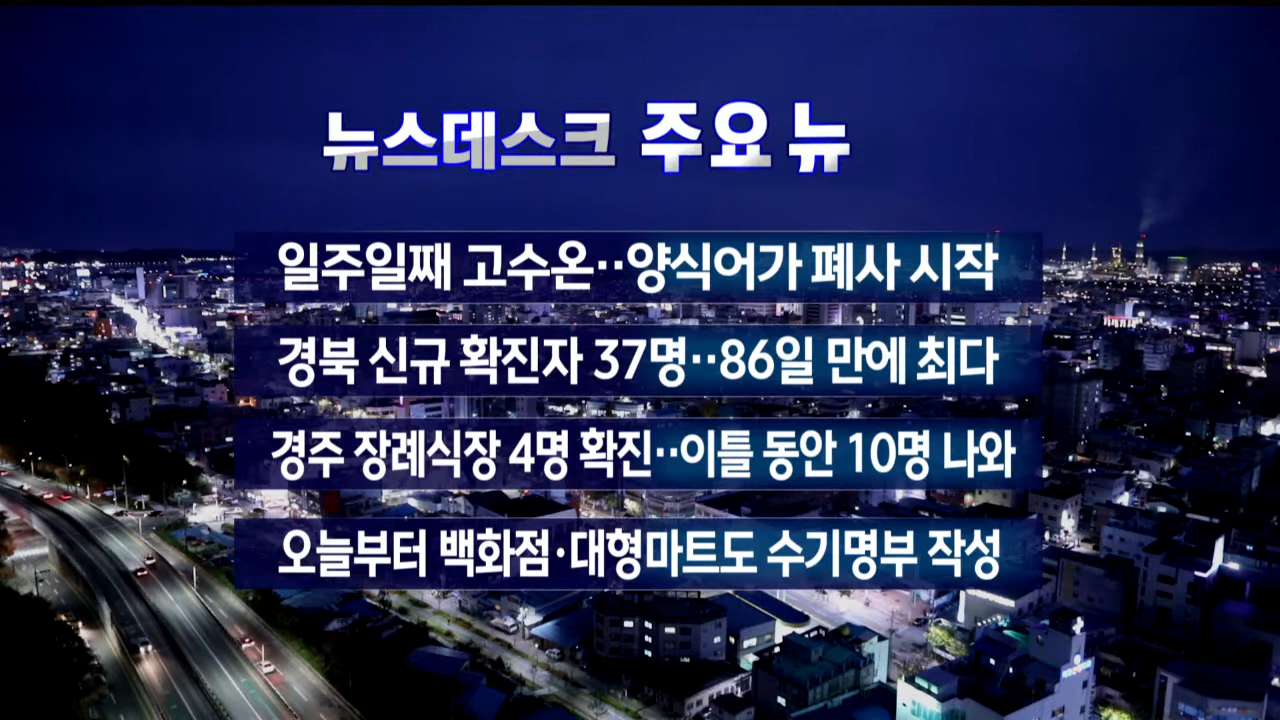 뉴스데스크 주요 뉴
일주일째 고수온‥양식어가 폐사 시작
경북 신규 확진자 37명‥86일 만에 최다
경주 장례식장 4명 확진‥이틀 동안 10명 나와
오늘부터 백화점·대형마트도 수기명부 작성